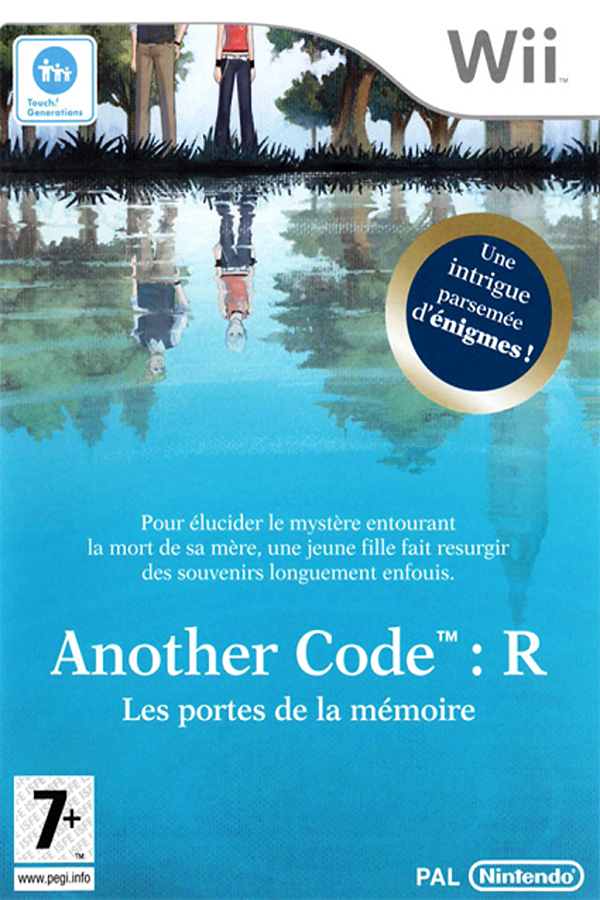 Wii™
Touch!
Generations
Une
intrigue
parsemée
d'énigmes !
Pour élucider le mystère entourant
la mort de sa mère, une jeune fille fait resurgir
des souvenirs longuement enfouis.
Another Code™ : R
Les portes de la mémoire
7+
™
www.pegi.info
PAL
Nintendo®